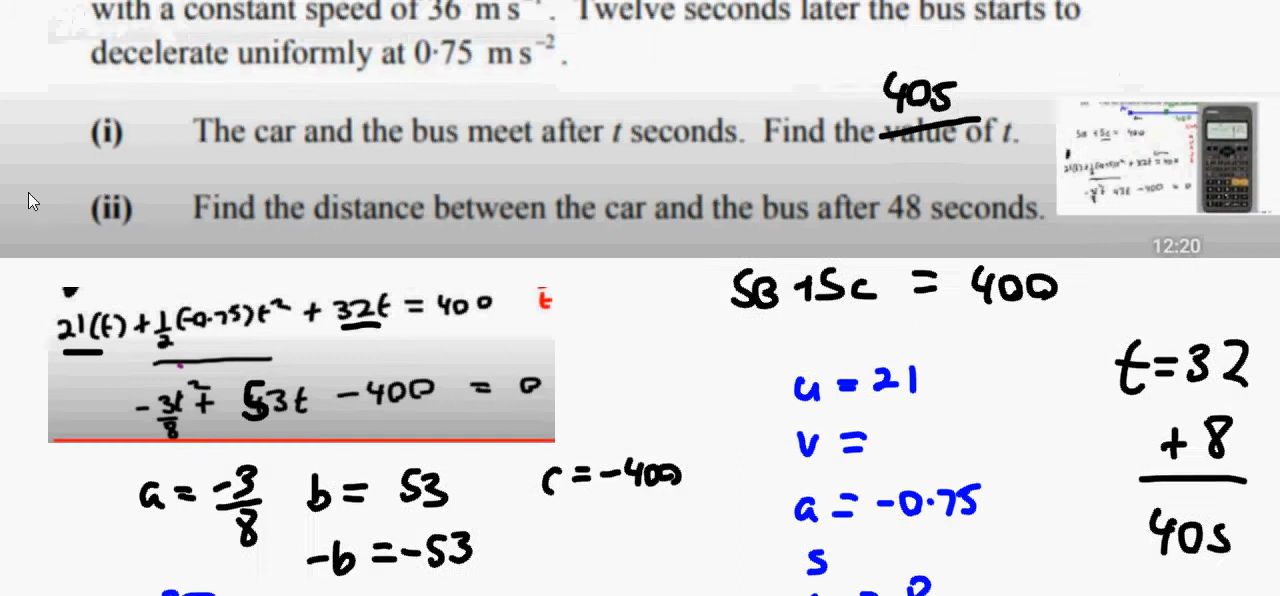 with a constant speed of 36 m s⁻¹. Twelve seconds later the bus starts to
decelerate uniformly at 0·75 m s⁻².
40s
(i) The car and the bus meet after t seconds. Find the value of t.
(ii) Find the distance between the car and the bus after 48 seconds.
12:20
SB + Sc = 400
21(t) + 1/2(-0.75)t² + 32t = 400 t
-3t²/8 + 53t - 400 = 0
a = -3/8 b = 53 c = -400
-b = -53
u = 21
v =
a = -0.75
s
t = 32
+ 8
40s